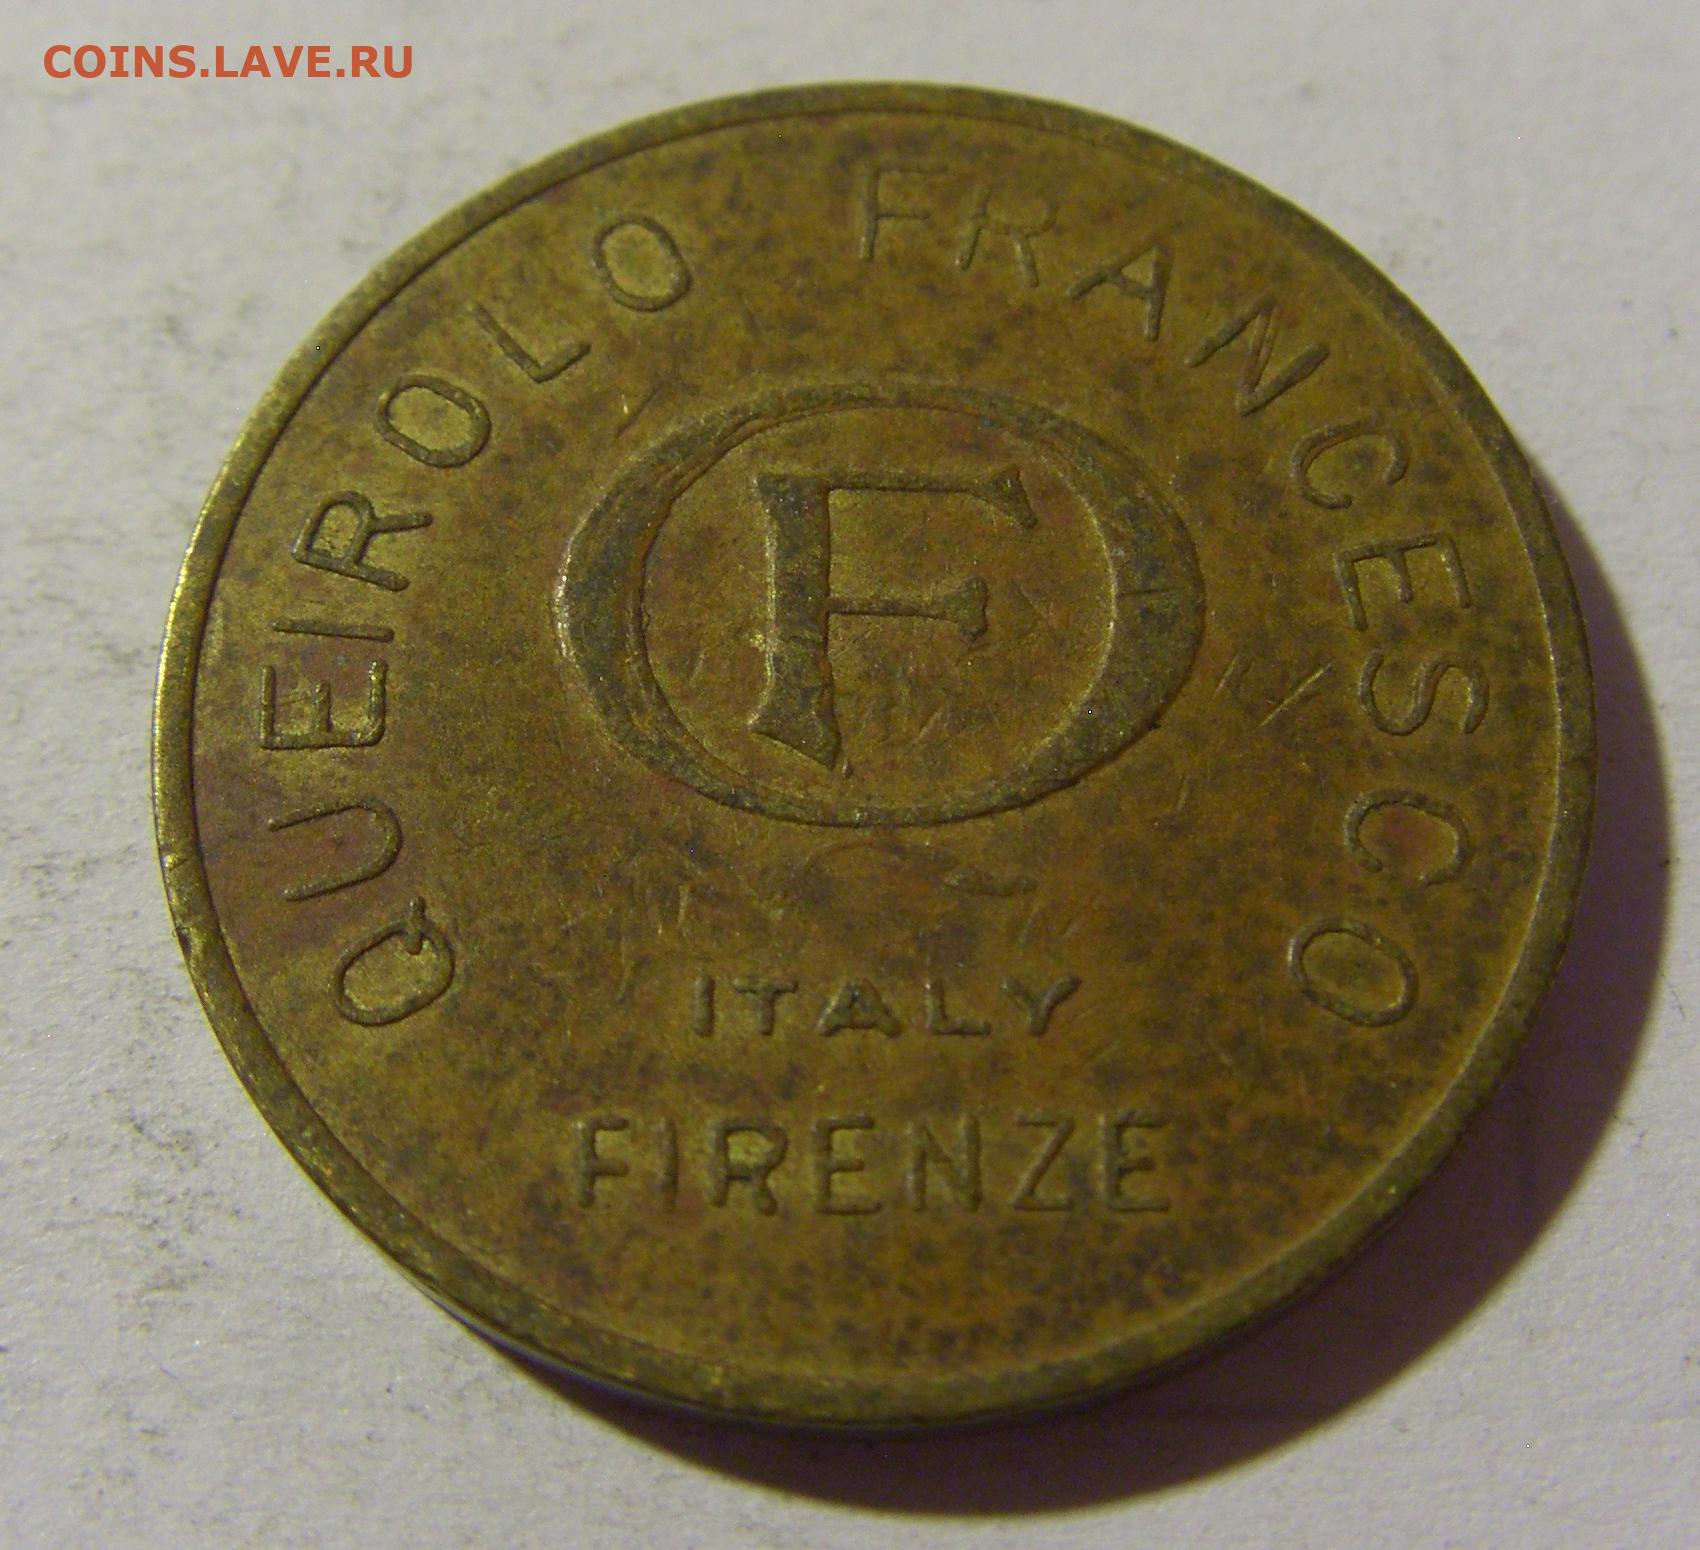 COINS.LAVE.RU
QUEIROLO FRANCESCO
F
ITALY
FIRENZE